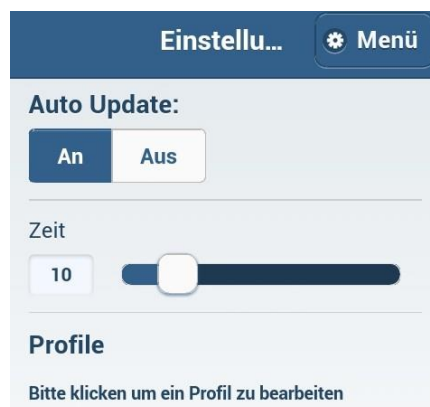 Einstellu... Menü
Auto Update:
An Aus
Zeit
10
Profile
Bitte klicken um ein Profil zu bearbeiten